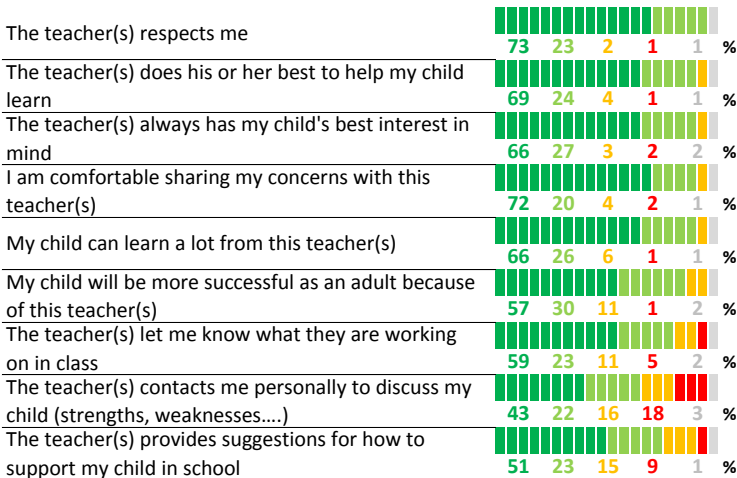 The teacher(s) respects me
73 23 2 1 1 %
The teacher(s) does his or her best to help my child
learn
69 24 4 1 1 %
The teacher(s) always has my child's best interest in
mind
66 27 3 2 2 %
I am comfortable sharing my concerns with this
teacher(s)
72 20 4 2 1 %
My child can learn a lot from this teacher(s)
66 26 6 1 1 %
My child will be more successful as an adult because
of this teacher(s)
57 30 11 1 2 %
The teacher(s) let me know what they are working
on in class
59 23 11 5 2 %
The teacher(s) contacts me personally to discuss my
child (strengths, weaknesses….)
43 22 16 18 3 %
The teacher(s) provides suggestions for how to
support my child in school
51 23 15 9 1 %